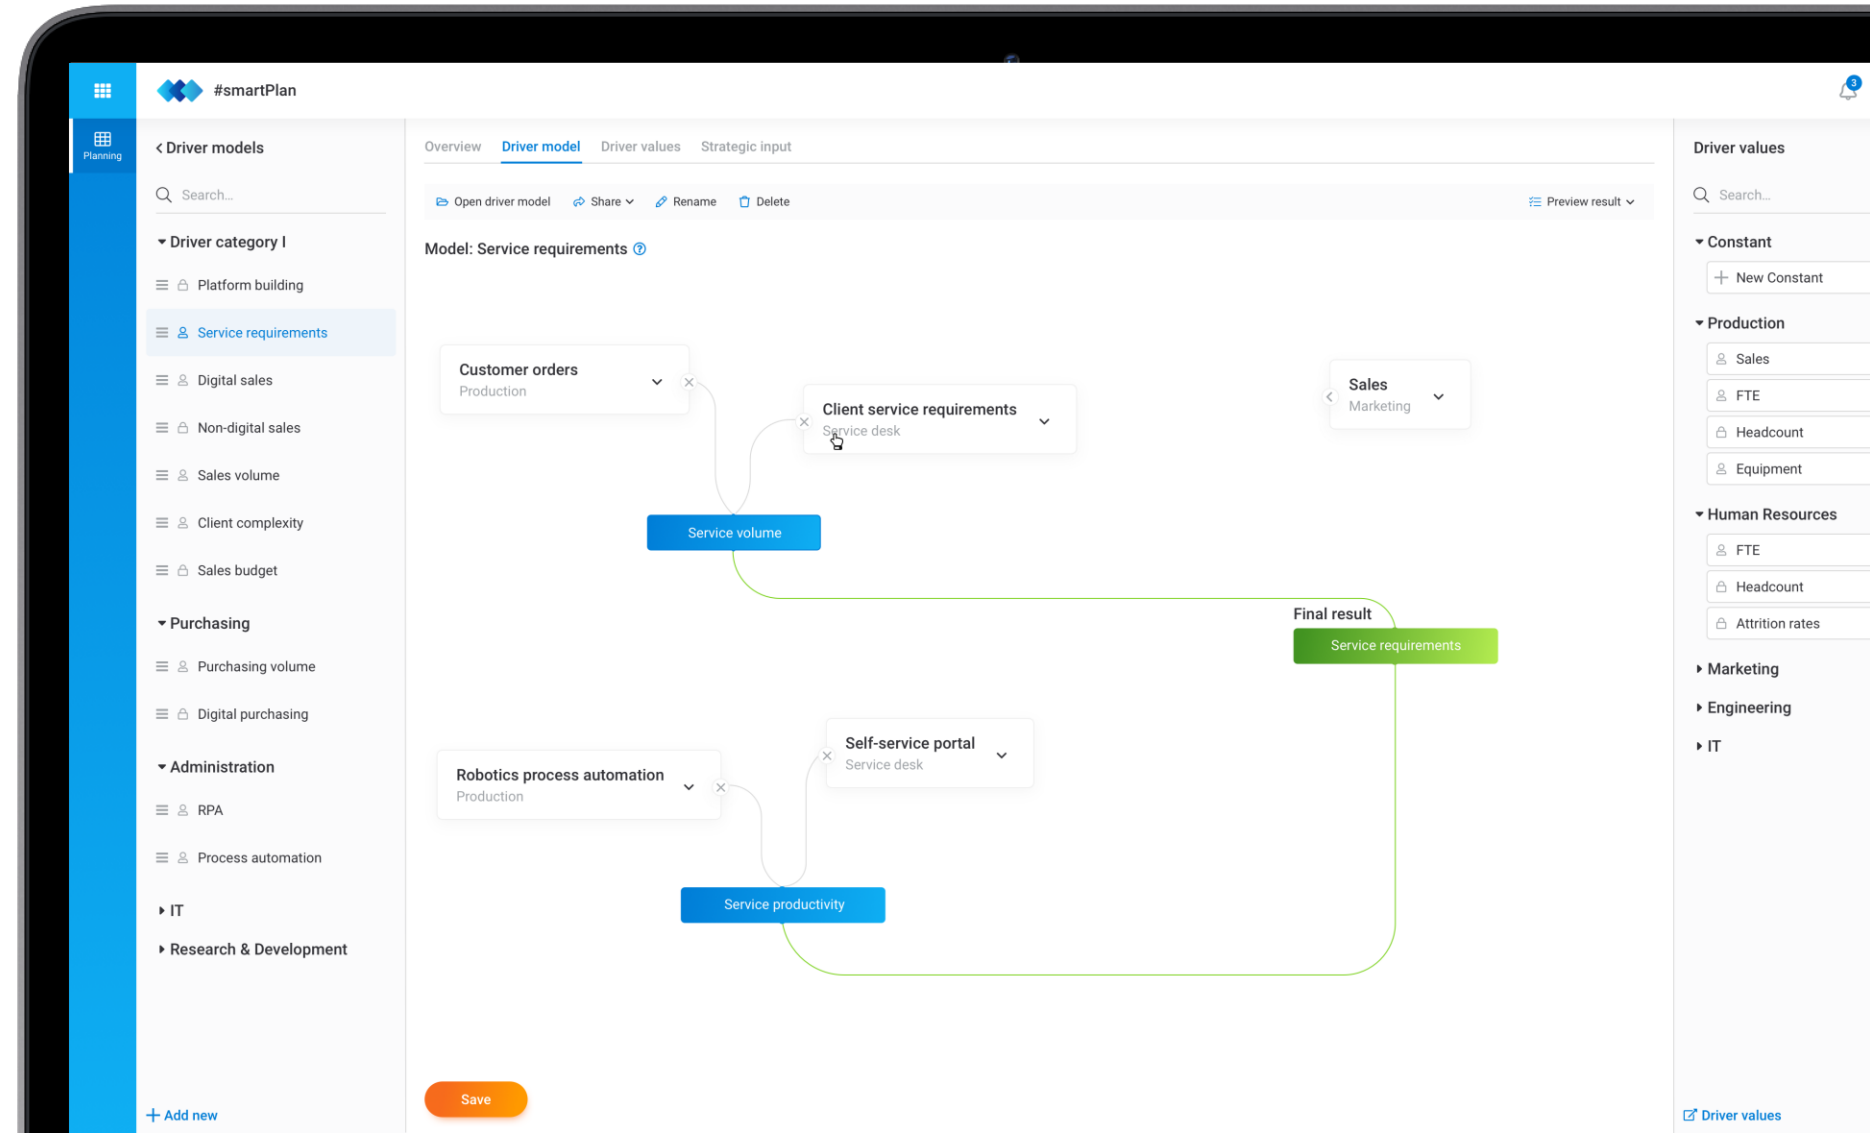 #smartPlan
3
Planning
Driver models
Search...
Driver category I
Platform building
Service requirements
Digital sales
Non-digital sales
Sales volume
Client complexity
Sales budget
Purchasing
Purchasing volume
Digital purchasing
Administration
RPA
Process automation
IT
Research & Development
Add new
Overview Driver model Driver values Strategic input
Open driver model Share Rename Delete Preview result
Model: Service requirements ?
Customer orders
Production
Client service requirements
Service desk
Sales
Marketing
Service volume
Final result
Service requirements
Self-service portal
Service desk
Robotics process automation
Production
Service productivity
Save
Driver values
Search...
Constant
New Constant
Production
Sales
FTE
Headcount
Equipment
Human Resources
FTE
Headcount
Attrition rates
Marketing
Engineering
IT
Driver values